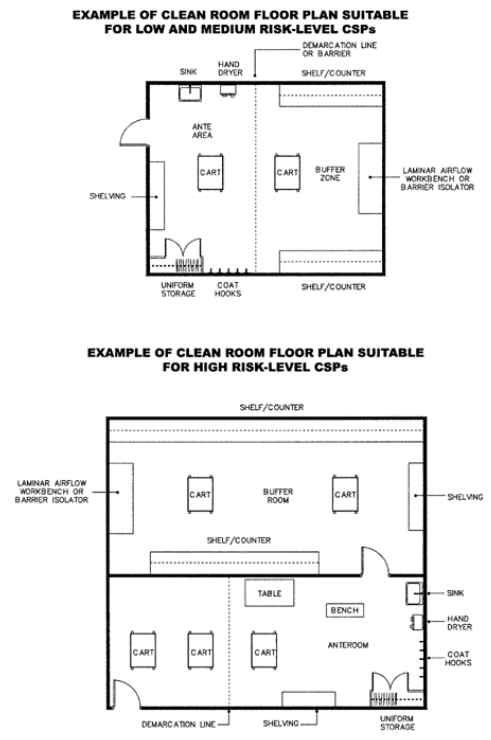 EXAMPLE OF CLEAN ROOM FLOOR PLAN SUITABLE
FOR LOW AND MEDIUM RISK-LEVEL CSPs
DEMARCATION LINE
OR BARRIER
SINK
HAND
DRYER
SHELF/COUNTER
ANTE
AREA
CART
CART
BUFFER
ZONE
LAMINAR AIRFLOW
WORKBENCH OR
BARRIER ISOLATOR
SHELVING
UNIFORM
STORAGE
COAT
HOOKS
SHELF/COUNTER
EXAMPLE OF CLEAN ROOM FLOOR PLAN SUITABLE
FOR HIGH RISK-LEVEL CSPs
SHELF/COUNTER
LAMINAR AIRFLOW
WORKBENCH OR
BARRIER ISOLATOR
CART
BUFFER
ROOM
CART
SHELVING
SHELF/COUNTER
TABLE
BENCH
SINK
HAND
DRYER
CART
CART
CART
ANTEROOM
COAT
HOOKS
DEMARCATION LINE
SHELVING
UNIFORM
STORAGE